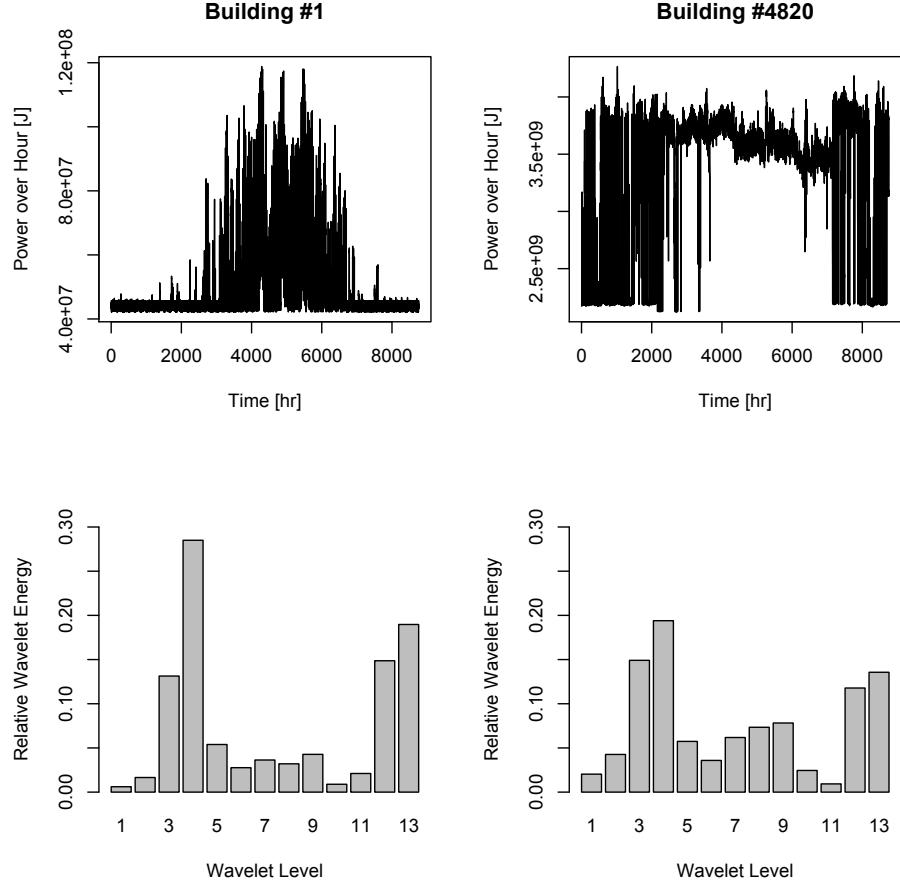 Building #1
Power over Hour [J]
4.0e+07 8.0e+07 1.2e+08
0 2000 4000 6000 8000
Time [hr]
Building #4820
Power over Hour [J]
2.5e+09 3.5e+09
0 2000 4000 6000 8000
Time [hr]
Relative Wavelet Energy
0.00 0.10 0.20 0.30
1 3 5 7 9 11 13
Wavelet Level
Relative Wavelet Energy
0.00 0.10 0.20 0.30
1 3 5 7 9 11 13
Wavelet Level